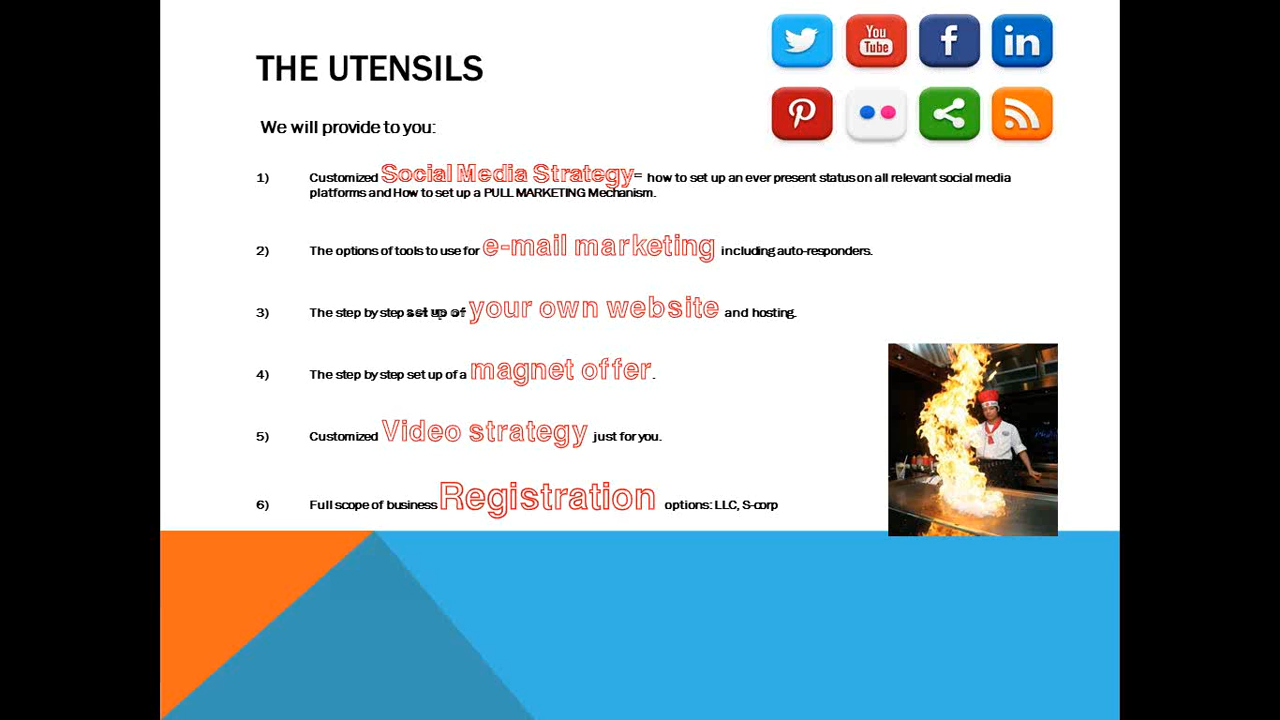 THE UTENSILS
You
Tube
f
in
We will provide to you:
1) Customized Social Media Strategy= how to set up an ever present status on all relevant social media
platforms and How to set up a PULL MARKETING Mechanism.
2) The options of tools to use for e-mail marketing including auto-responders.
3) The step by step set up of your own website and hosting.
4) The step by step set up of a magnet offer.
5) Customized Video strategy just for you.
6) Full scope of business Registration options: LLC, S-corp